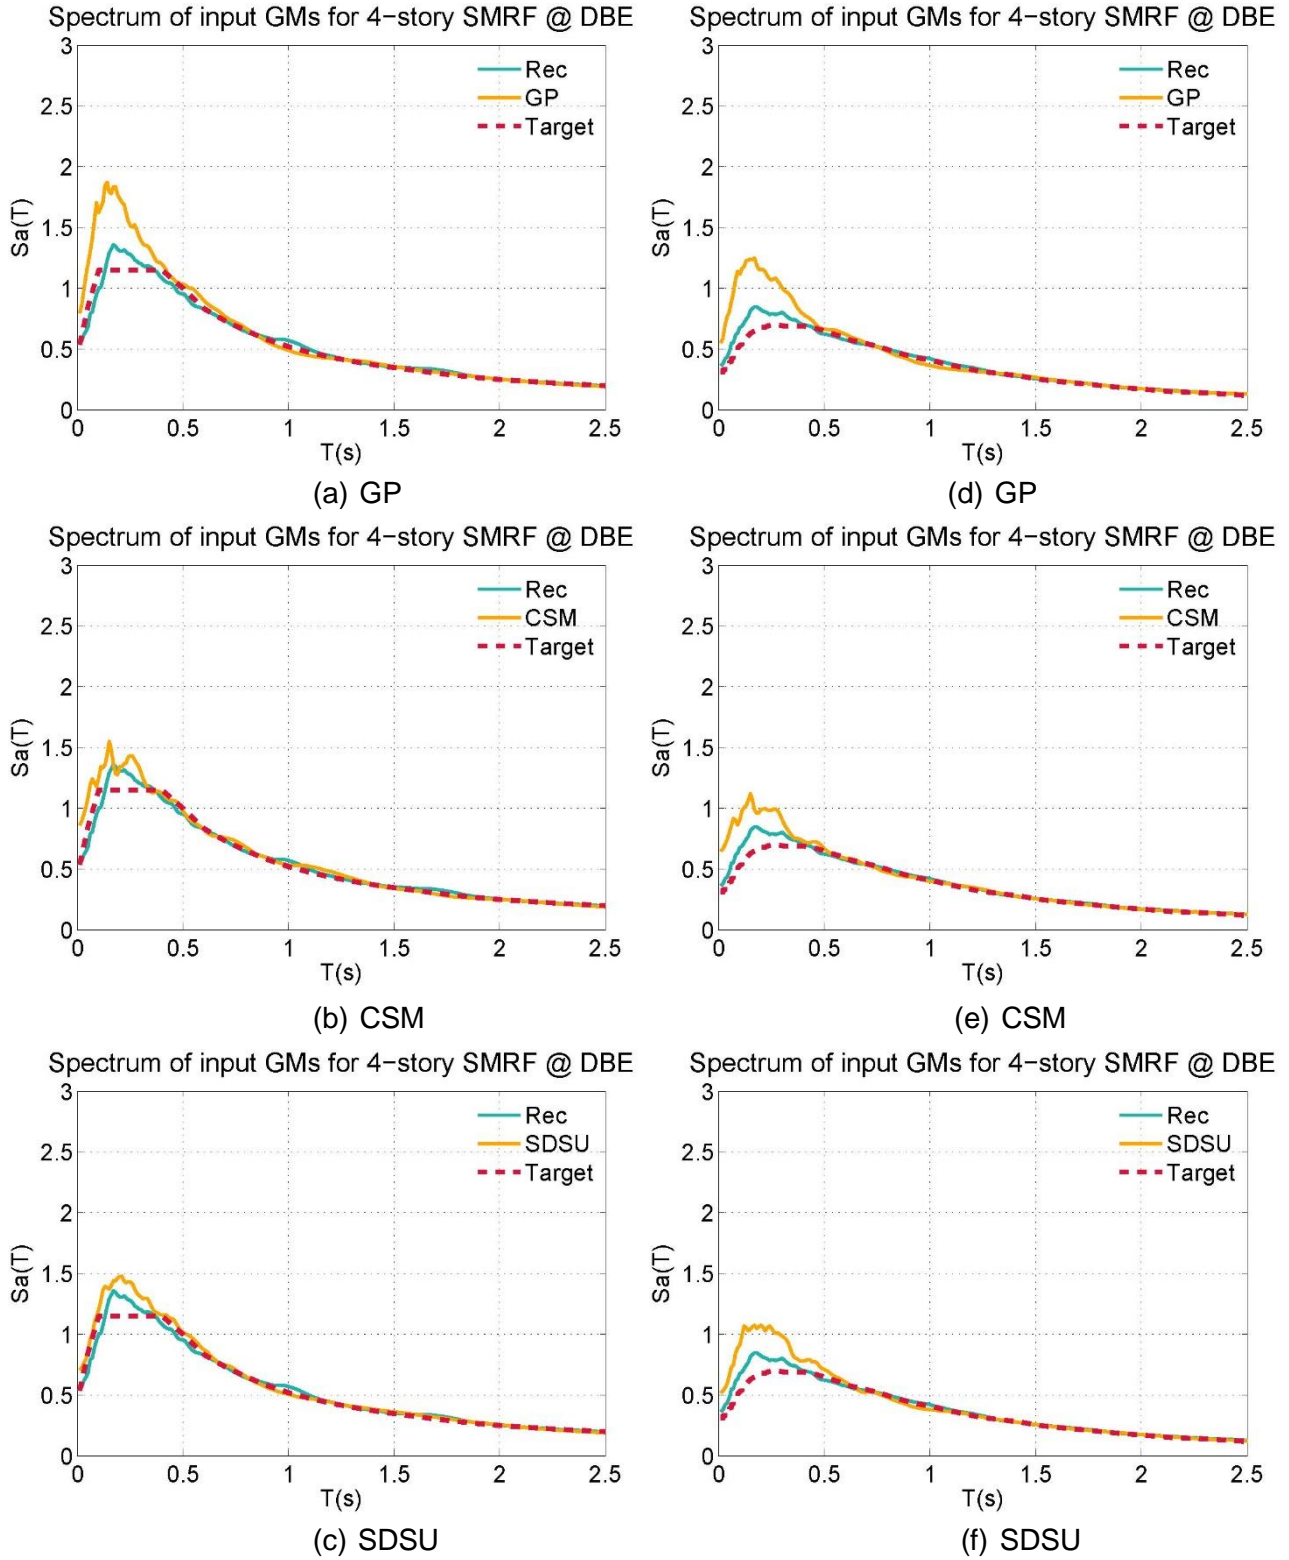 Spectrum of input GMs for 4−story SMRF @ DBE
3
2.5
2
1.5
1
0.5
0
Sa(T)
Rec
GP
Target
0 0.5 1 1.5 2 2.5
T(s)
(a) GP
Spectrum of input GMs for 4−story SMRF @ DBE
3
2.5
2
1.5
1
0.5
0
Sa(T)
Rec
GP
Target
0 0.5 1 1.5 2 2.5
T(s)
(d) GP
Spectrum of input GMs for 4−story SMRF @ DBE
3
2.5
2
1.5
1
0.5
0
Sa(T)
Rec
CSM
Target
0 0.5 1 1.5 2 2.5
T(s)
(b) CSM
Spectrum of input GMs for 4−story SMRF @ DBE
3
2.5
2
1.5
1
0.5
0
Sa(T)
Rec
CSM
Target
0 0.5 1 1.5 2 2.5
T(s)
(e) CSM
Spectrum of input GMs for 4−story SMRF @ DBE
3
2.5
2
1.5
1
0.5
0
Sa(T)
Rec
SDSU
Target
0 0.5 1 1.5 2 2.5
T(s)
(c) SDSU
Spectrum of input GMs for 4−story SMRF @ DBE
3
2.5
2
1.5
1
0.5
0
Sa(T)
Rec
SDSU
Target
0 0.5 1 1.5 2 2.5
T(s)
(f) SDSU